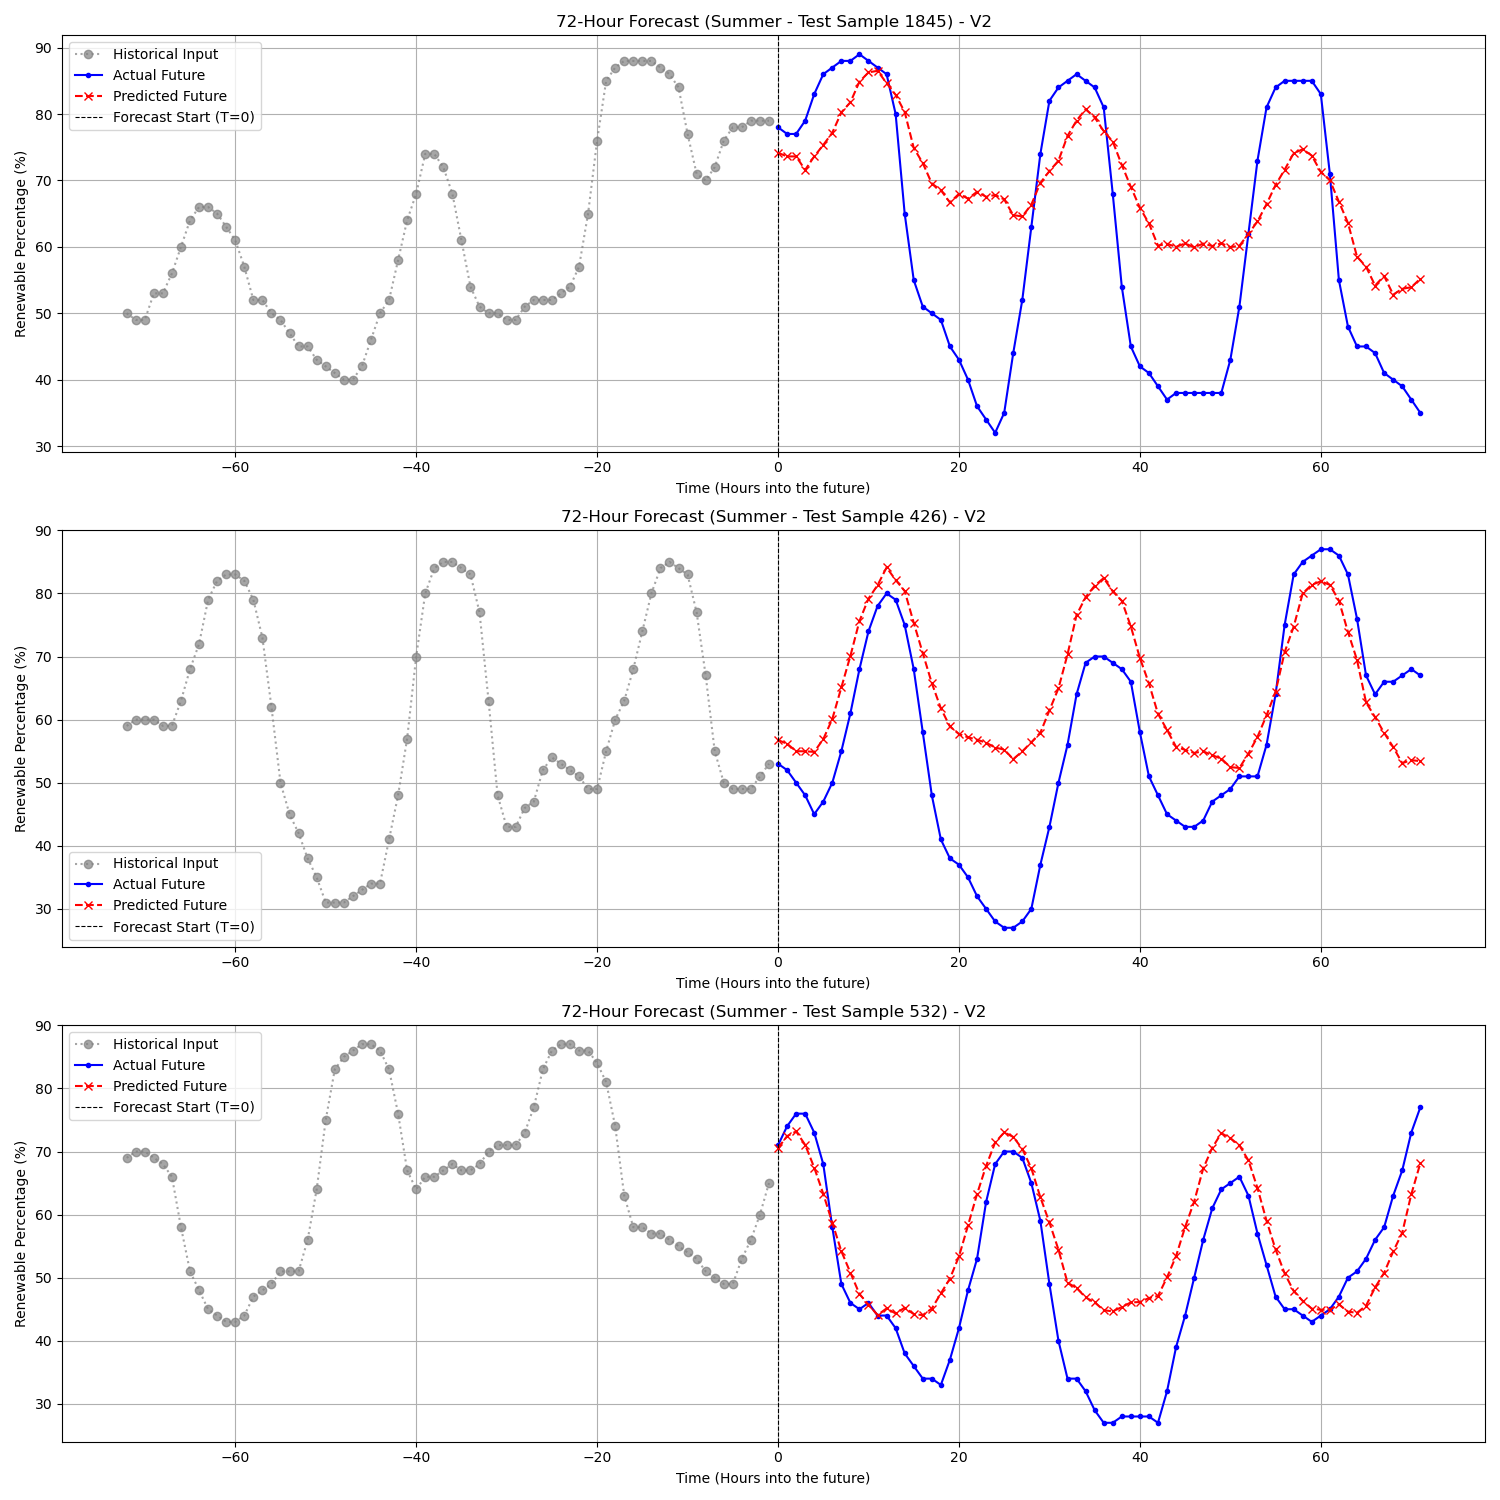 72-Hour Forecast (Summer - Test Sample 1845) - V2
Historical Input
Actual Future
Predicted Future
Forecast Start (T=0)
Renewable Percentage (%)
90
80
70
60
50
40
30
−60 −40 −20 0 20 40 60
Time (Hours into the future)
72-Hour Forecast (Summer - Test Sample 426) - V2
Renewable Percentage (%)
90
80
70
60
50
40
30
Historical Input
Actual Future
Predicted Future
Forecast Start (T=0)
−60 −40 −20 0 20 40 60
Time (Hours into the future)
72-Hour Forecast (Summer - Test Sample 532) - V2
Historical Input
Actual Future
Predicted Future
Forecast Start (T=0)
Renewable Percentage (%)
90
80
70
60
50
40
30
−60 −40 −20 0 20 40 60
Time (Hours into the future)